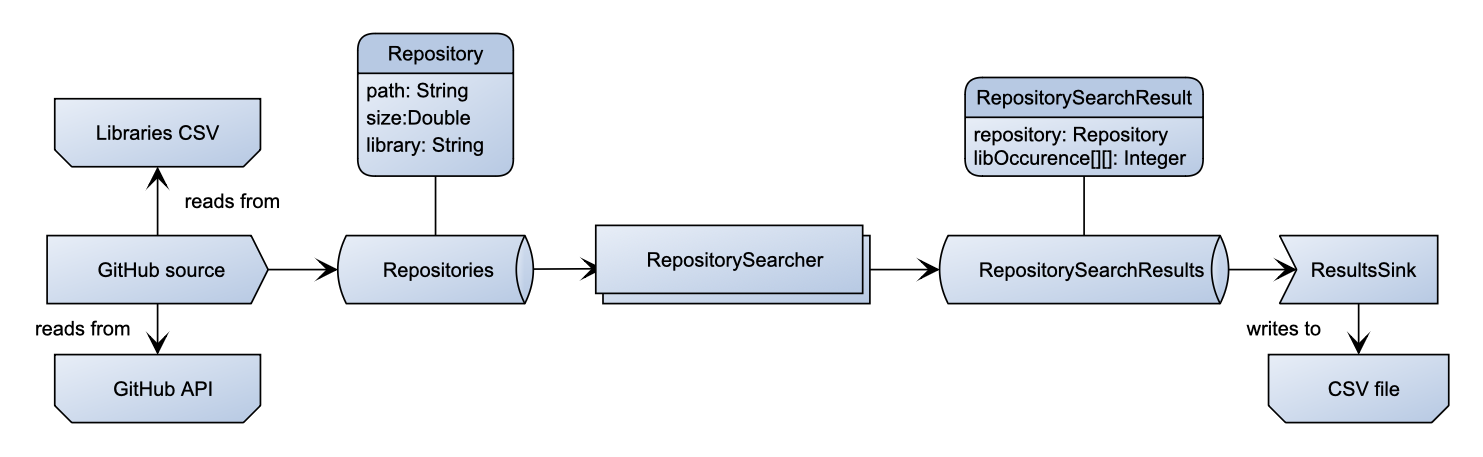 Repository
path: String
size:Double
library: String
RepositorySearchResult
repository: Repository
libOccurence[][]: Integer
Libraries CSV
reads from
GitHub source
Repositories
RepositorySearcher
RepositorySearchResults
ResultsSink
reads from
writes to
GitHub API
CSV file